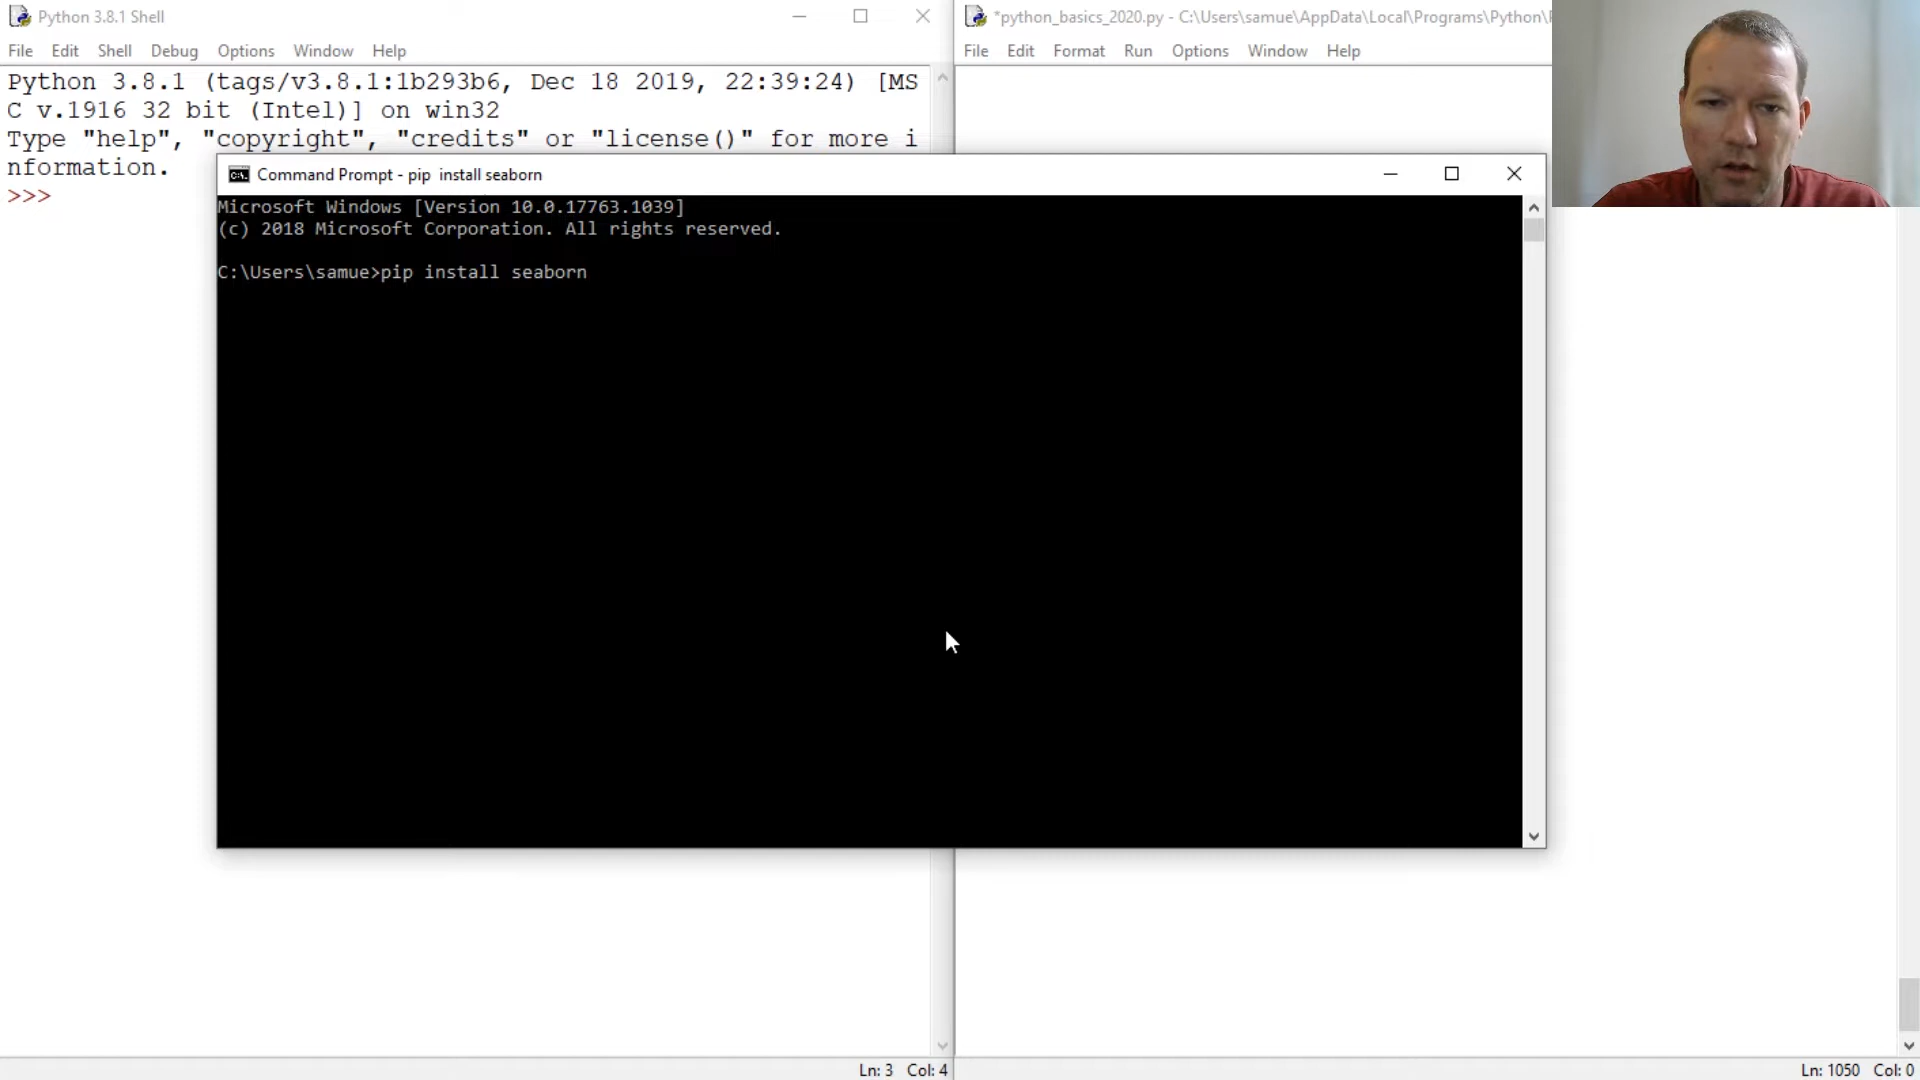 Python 3.8.1 Shell
File Edit Shell Debug Options Window Help
Python 3.8.1 (tags/v3.8.1:1b293b6, Dec 18 2019, 22:39:24) [MS
C v.1916 32 bit (Intel)] on win32
Type "help", "copyright", "credits" or "license()" for more i
nformation.
>>>
Ln: 3 Col: 4
*python_basics_2020.py - C:\Users\samue\AppData\Local\Programs\Python\
File Edit Format Run Options Window Help
Command Prompt - pip  install seaborn
Microsoft Windows [Version 10.0.17763.1039]
(c) 2018 Microsoft Corporation. All rights reserved.
C:\Users\samue>pip install seaborn
Ln: 1050 Col: 0